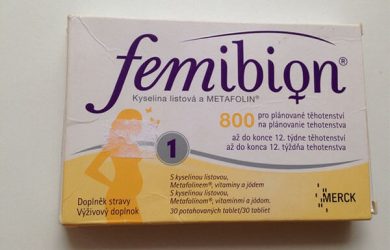 femibion®
Kyselina listová a METAFOLIN®
800 pro plánované těhotenství
na plánovanie tehotenstva
až do konce 12. týdne těhotenství
až do konce 12. týždňa tehotenstva
1
S kyselinou listovou,
Metafolinem®, vitaminy a jódem
S kyselinou listovou,
Metafolinom®, vitamínmi a jódom.
30 potahovaných tablet/30 tabliet
Doplněk stravy
Výživový doplnok
MERCK